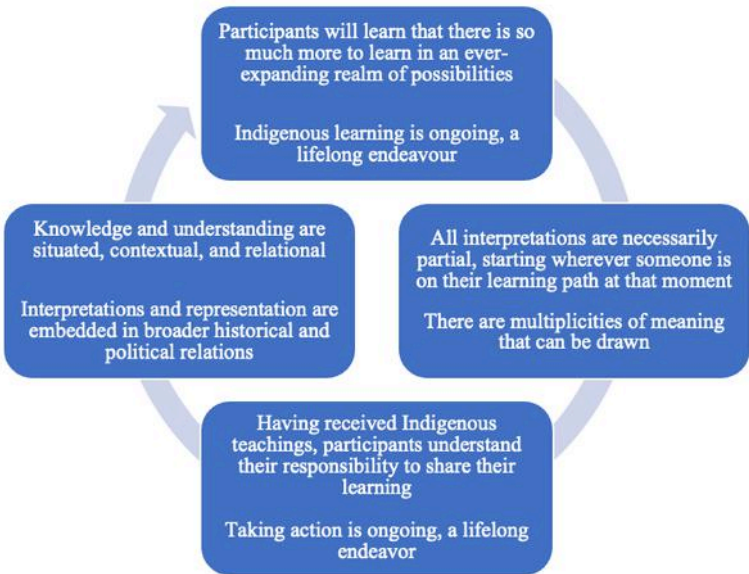 Participants will learn that there is so
much more to learn in an ever-
expanding realm of possibilities
Indigenous learning is ongoing, a
lifelong endeavour
All interpretations are necessarily
partial, starting wherever someone is
on their learning path at that moment
There are multiplicities of meaning
that can be drawn
Having received Indigenous
teachings, participants understand
their responsibility to share their
learning
Taking action is ongoing, a lifelong
endeavor
Knowledge and understanding are
situated, contextual, and relational
Interpretations and representation are
embedded in broader historical and
political relations